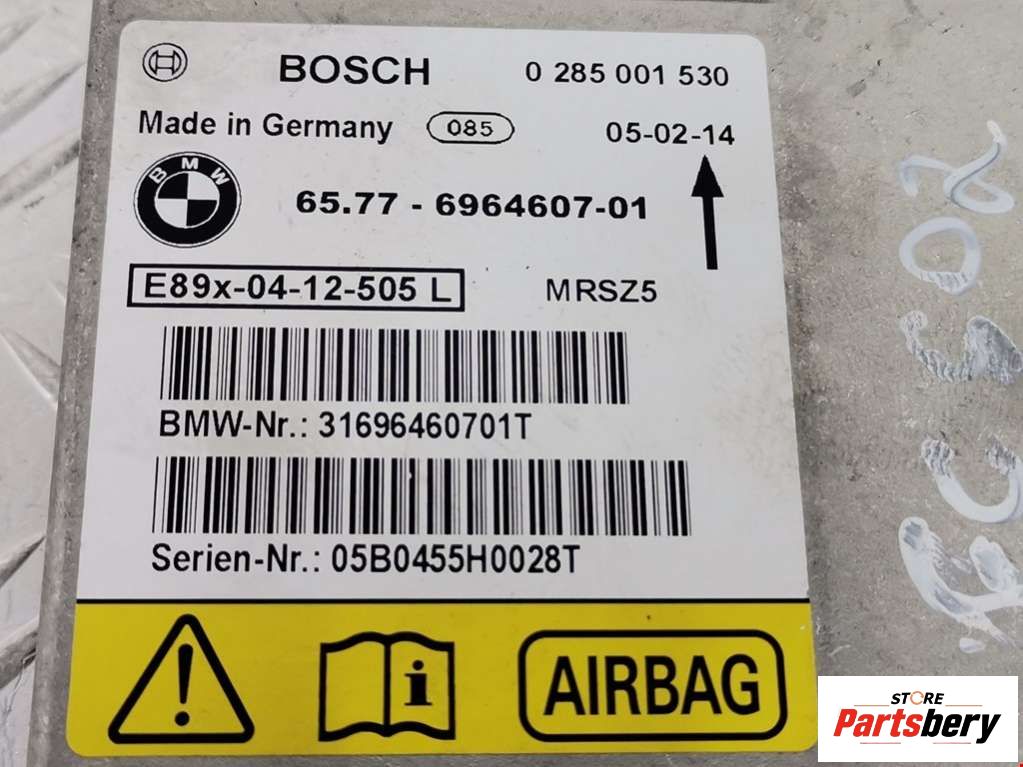 BOSCH 0 285 001 530
Made in Germany 085 05-02-14
BMW 65.77 - 6964607-01
E89x-04-12-505 L MRSZ5
BMW-Nr.: 31696460701T
Serien-Nr.: 05B0455H0028T
i AIRBAG
STORE
Partsbery